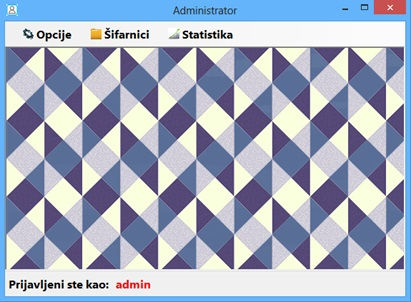 Administrator
Opcije Šifarnici Statistika
Prijavljeni ste kao: admin